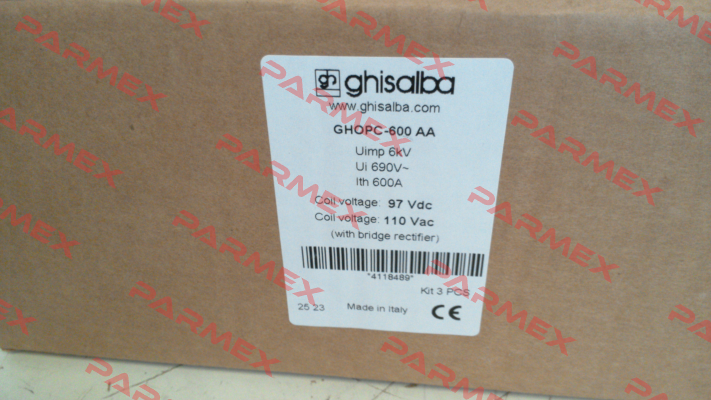 ghisalba
www.ghisalba.com
GHOPC-600 AA
Uimp 6kV
Ui 690V~
Ith 600A
Coil voltage: 97 Vdc
Coil voltage: 110 Vac
(with bridge rectifier)
*4118489*
Kit 3 PCS
25 23 Made in Italy CE
PARMEX
PARMEX
PARMEX
PARMEX
PARMEX
PARMEX
PARMEX
PARMEX
PARMEX